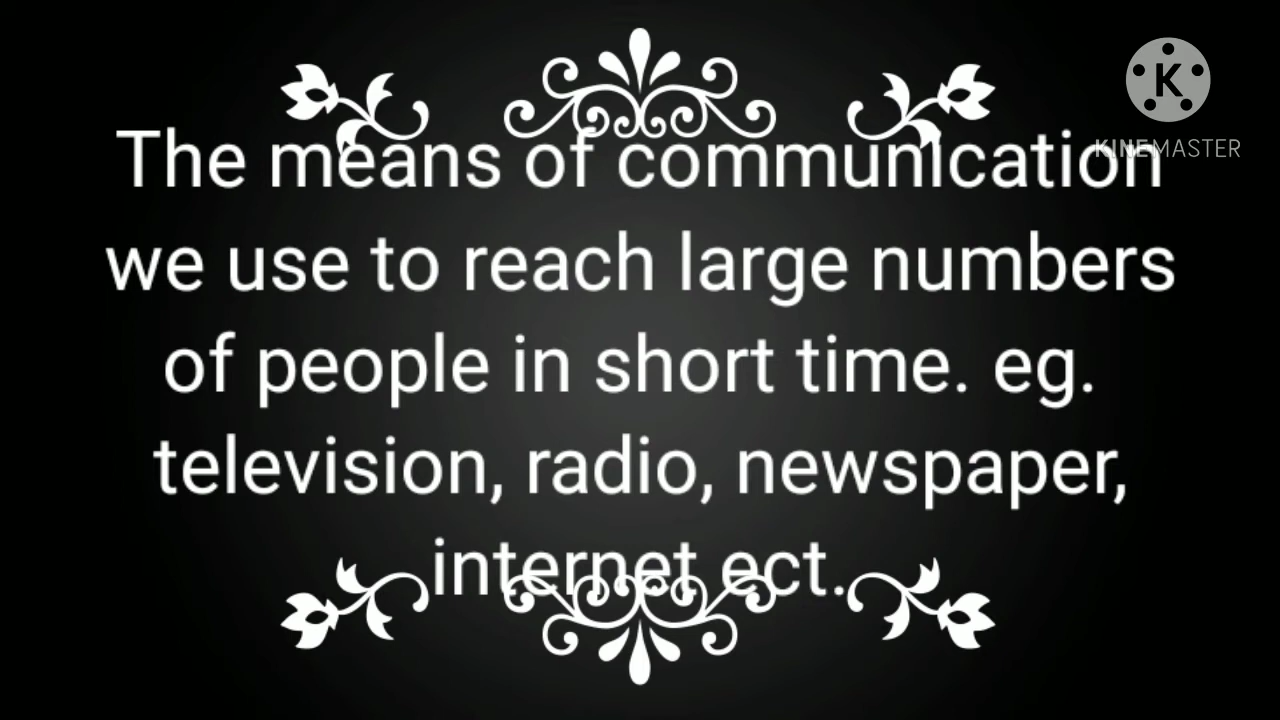 The means of communication
we use to reach large numbers
of people in short time. eg.
television, radio, newspaper,
internet ect.
K
KINEMASTER